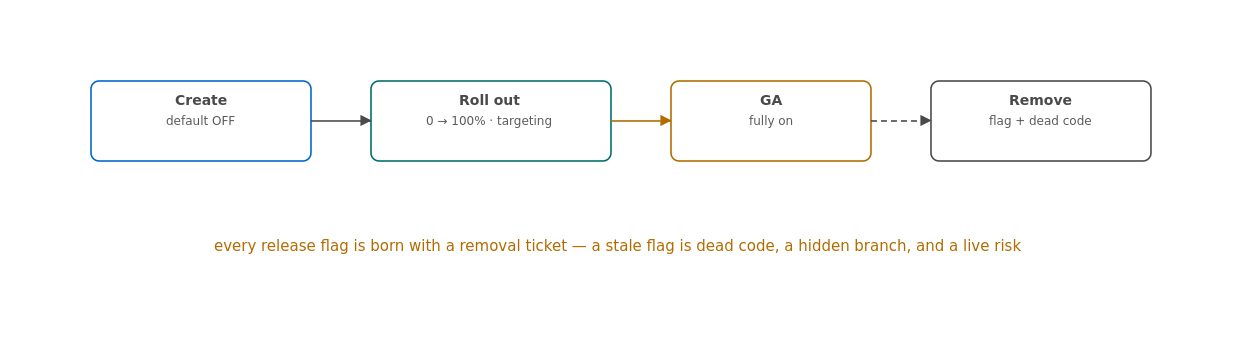 Create
default OFF
Roll out
0 → 100% · targeting
GA
fully on
Remove
flag + dead code
every release flag is born with a removal ticket — a stale flag is dead code, a hidden branch, and a live risk